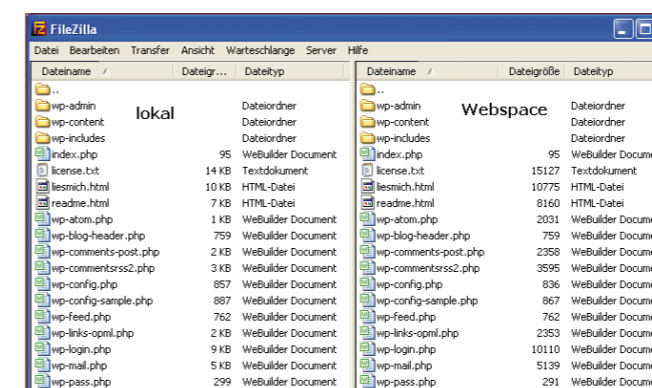 FileZilla
Datei Bearbeiten Transfer Ansicht Warteschlange Server Hilfe
Dateiname Dateigr... Dateityp Dateiname Dateigröße Dateityp
.. ..
wp-admin Dateiordner wp-admin Dateiordner
lokal Webspace
wp-content Dateiordner wp-content Dateiordner
wp-includes Dateiordner wp-includes Dateiordner
index.php 95 WeBuilder Document index.php 95 WeBuilder Docume
license.txt 14 KB Textdokument license.txt 15127 Textdokument
liesmich.html 10 KB HTML-Datei liesmich.html 10775 HTML-Datei
readme.html 7 KB HTML-Datei readme.html 8160 HTML-Datei
wp-atom.php 1 KB WeBuilder Document wp-atom.php 2031 WeBuilder Docume
wp-blog-header.php 759 WeBuilder Document wp-blog-header.php 759 WeBuilder Docume
wp-comments-post.php 2 KB WeBuilder Document wp-comments-post.php 2358 WeBuilder Docume
wp-commentsrss2.php 3 KB WeBuilder Document wp-commentsrss2.php 3595 WeBuilder Docume
wp-config.php 857 WeBuilder Document wp-config.php 836 WeBuilder Docume
wp-config-sample.php 887 WeBuilder Document wp-config-sample.php 867 WeBuilder Docume
wp-feed.php 762 WeBuilder Document wp-feed.php 762 WeBuilder Docume
wp-links-opml.php 2 KB WeBuilder Document wp-links-opml.php 2353 WeBuilder Docume
wp-login.php 9 KB WeBuilder Document wp-login.php 10110 WeBuilder Docume
wp-mail.php 5 KB WeBuilder Document wp-mail.php 5139 WeBuilder Docume
wp-pass.php 299 WeBuilder Document wp-pass.php 291 WeBuilder Docume